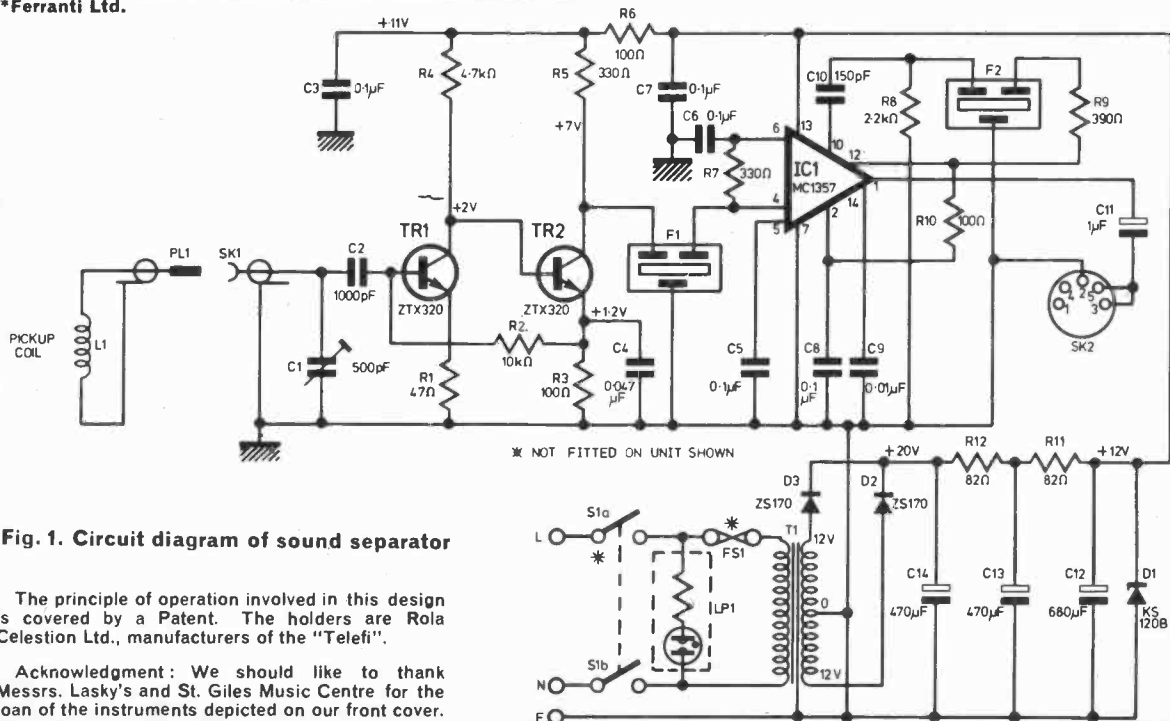 *Ferranti Ltd.
+11V
R6
100Ω
R4
4·7kΩ
R5
330Ω
C3
0·1µF
C7
0·1µF
C6
0·1µF
C10
150pF
R8
2·2kΩ
F2
R9
390Ω
+7V
R7
330Ω
6
13
10
12
IC1
MC1357
1
4
14
5
7
2
R10
100Ω
C11
1µF
+2V
TR1
TR2
F1
PL1
SK1
C2
1000pF
ZTX320
ZTX320
+1·2V
4
2
5
1
3
SK2
PICKUP
COIL
L1
R2
10kΩ
C1
500pF
R1
47Ω
R3
100Ω
C4
0·047
µF
C5
0·1µF
C8
0·1
µF
C9
0·01µF
* NOT FITTED ON UNIT SHOWN
+20V
R12
82Ω
R11
82Ω
+12V
D3
ZS170
D2
ZS170
Fig. 1. Circuit diagram of sound separator
S1a
L
*
*
FS1
T1
12V
C14
470µF
C13
470µF
C12
680µF
D1
KS
120B
The principle of operation involved in this design
is covered by a Patent. The holders are Rola
Celestion Ltd., manufacturers of the "Telefi".
LP1
0
Acknowledgment: We should like to thank
Messrs. Lasky's and St. Giles Music Centre for the
loan of the instruments depicted on our front cover.
S1b
N
12V
E